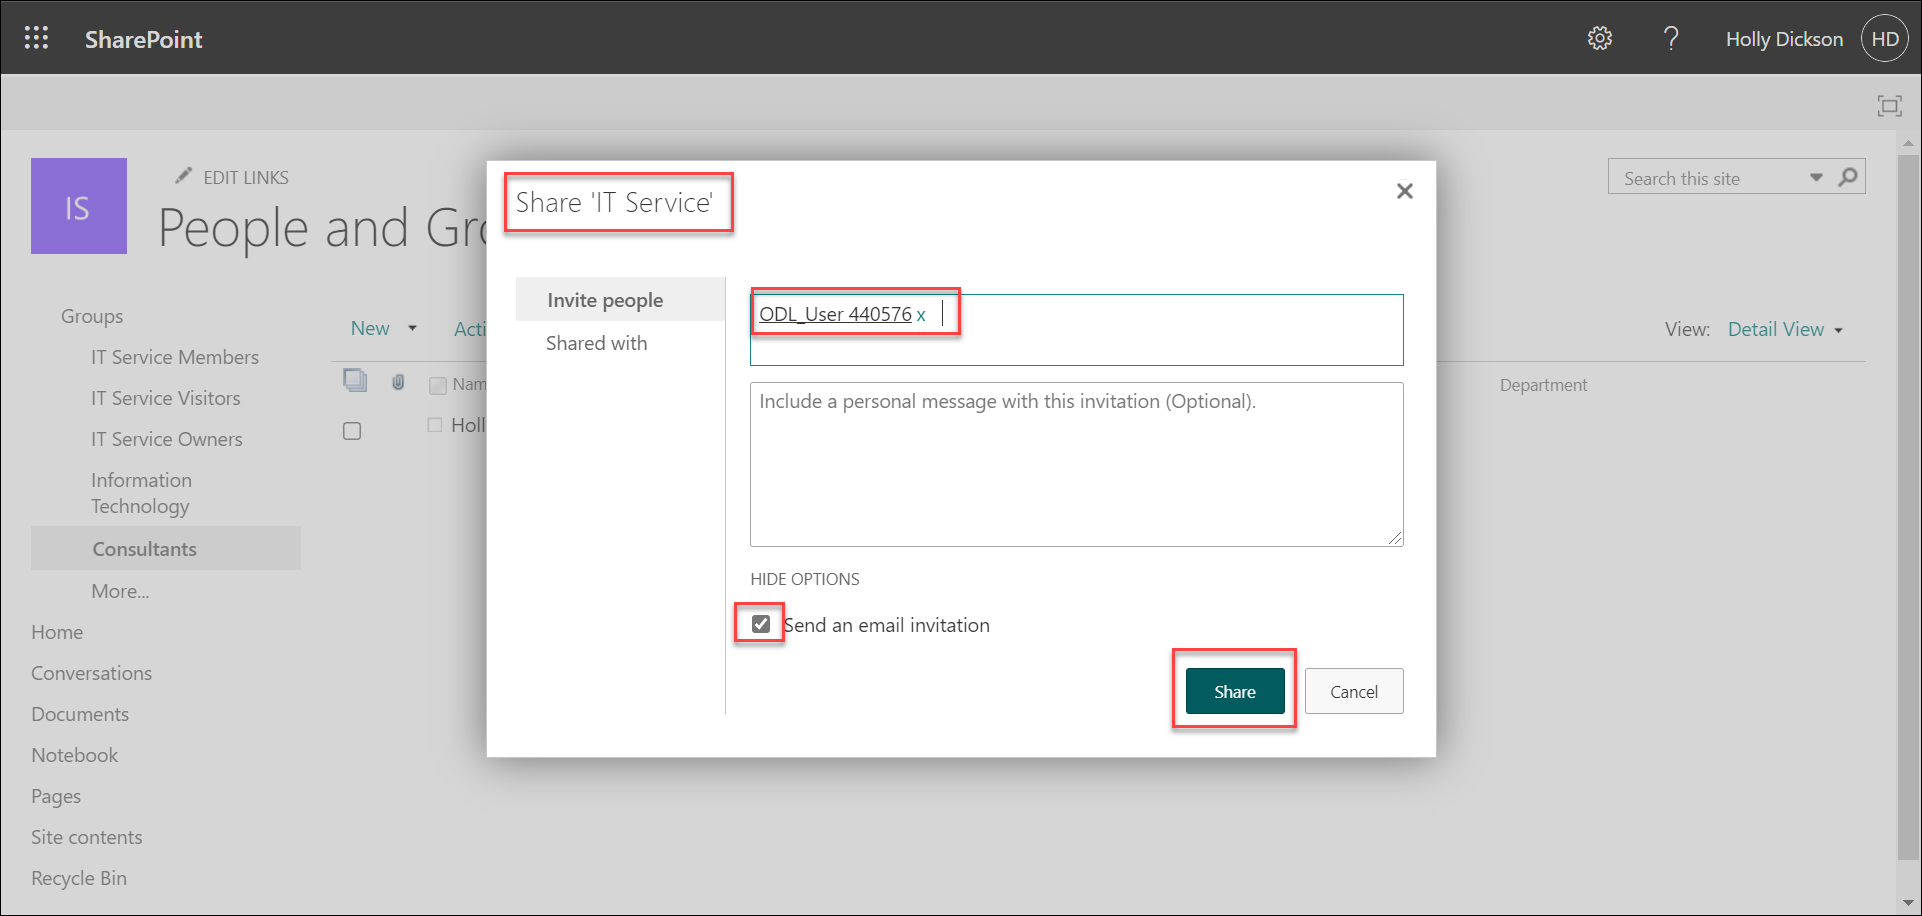 SharePoint
?
Holly Dickson
HD
IS
EDIT LINKS
People and Gro
Search this site
Groups
IT Service Members
IT Service Visitors
IT Service Owners
Information
Technology
Consultants
More...
Home
Conversations
Documents
Notebook
Pages
Site contents
Recycle Bin
New
Acti
View: Detail View
Nam
Department
Holl
Share 'IT Service'
Invite people
Shared with
ODL_User 440576 x
Include a personal message with this invitation (Optional).
HIDE OPTIONS
Send an email invitation
Share
Cancel